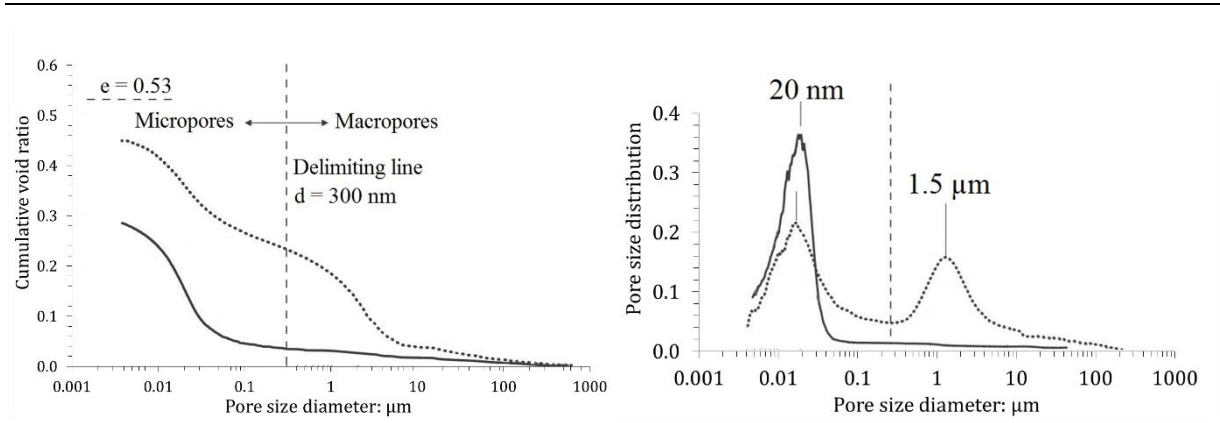 0.6
0.5
0.4
0.3
0.2
0.1
0.0
Cumulative void ratio
e = 0.53
Micropores
Macropores
Delimiting line
d = 300 nm
0.001
0.01
0.1
1
10
100
1000
Pore size diameter: μm
0.4
0.3
0.2
0.1
0.0
Pore size distribution
20 nm
1.5 μm
0.001
0.01
0.1
1
10
100
1000
Pore size diameter: μm